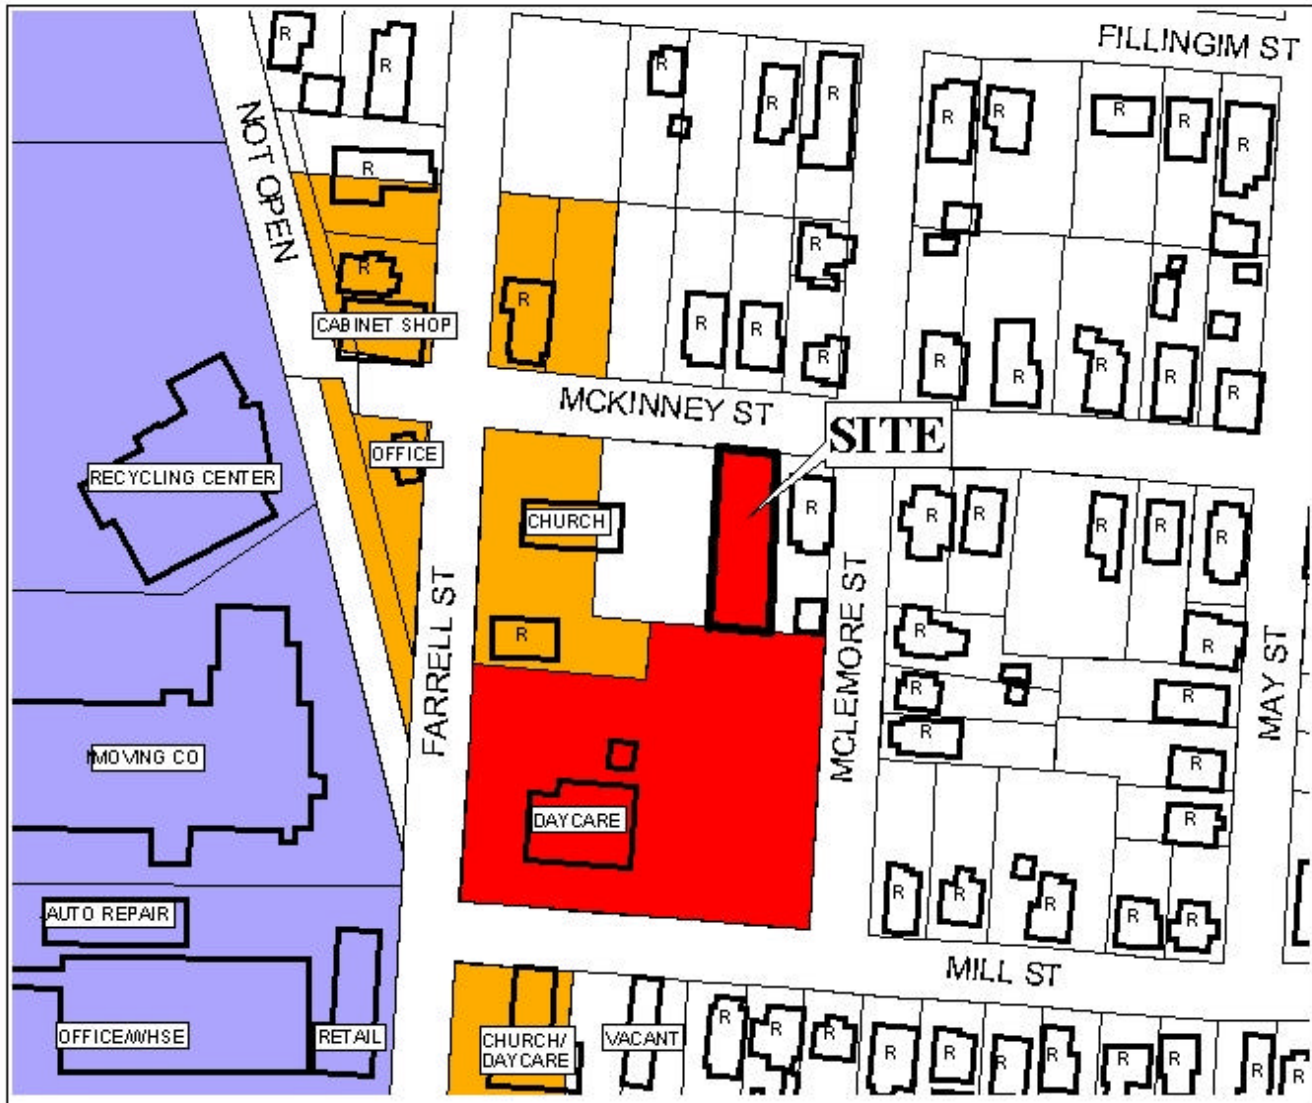 FILLINGIM ST
R
R
R
R
R
R
R
R
R
R
R
NOT OPEN
R
R
R
R
CABINET SHOP
R
R
R
R
R
R
R
R
R
MCKINNEY ST
SITE
OFFICE
RECYCLING CENTER
CHURCH
R
R
R
R
R
R
FARRELL ST
MCLEMORE ST
MAY ST
R
R
R
R
R
R
R
MOVING CO
DAYCARE
R
R
R
R
R
R
AUTO REPAIR
MILL ST
OFFICE/WHSE
RETAIL
CHURCH/
DAYCARE
VACANT
R
R
R
R
R
R
R
R
R
R
R